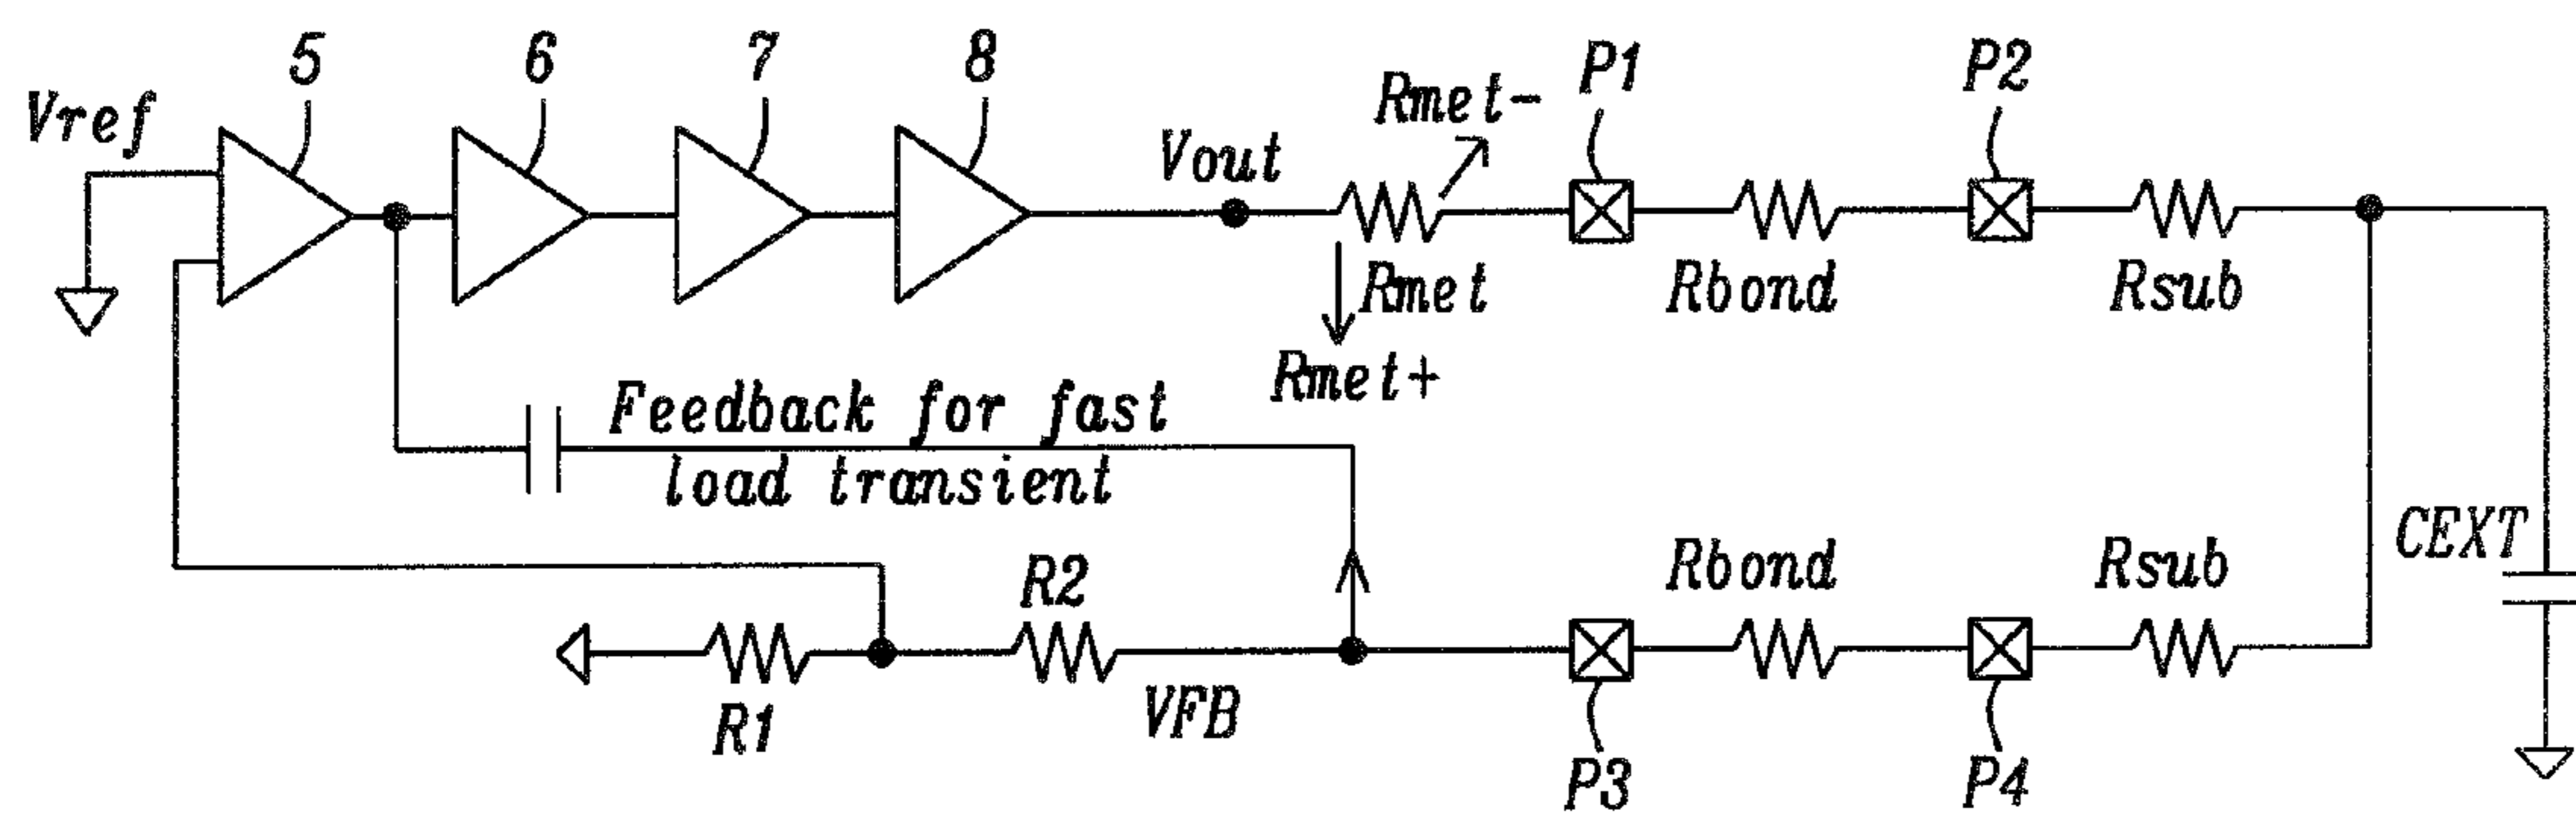 5
6
7
8
Vref
Vout
Rmet-
P1
P2
Rmet
Rmet+
Rbond
Rsub
Feedback for fast
load transient
R2
Rbond
Rsub
CEXT
R1
VFB
P3
P4